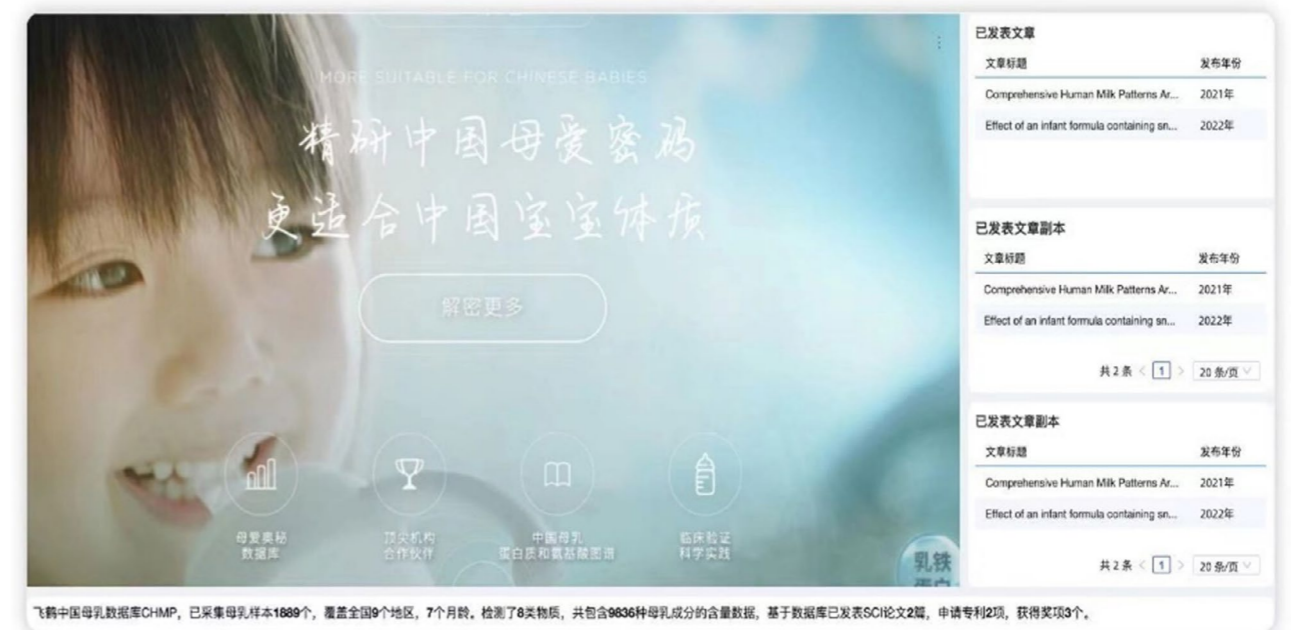 MORE SUITABLE FOR CHINESE BABIES
精研中国母爱密码
更适合中国宝宝体质
解密更多
母爱奥秘
数据库
顶尖机构
合作伙伴
中国母乳
蛋白质和氨基酸图谱
临床验证
科学实践
乳铁
蛋白
已发表文章
文章标题 发布年份
Comprehensive Human Milk Patterns Ar... 2021年
Effect of an infant formula containing sn... 2022年
已发表文章副本
文章标题 发布年份
Comprehensive Human Milk Patterns Ar... 2021年
Effect of an infant formula containing sn... 2022年
共 2 条 < 1 > 20 条/页
已发表文章副本
文章标题 发布年份
Comprehensive Human Milk Patterns Ar... 2021年
Effect of an infant formula containing sn... 2022年
共 2 条 < 1 > 20 条/页
飞鹤中国母乳数据库CHMP，已采集母乳样本1889个，覆盖全国9个地区，7个月龄。检测了8类物质，共包含9836种母乳成分的含量数据，基于数据库已发表SCI论文2篇，申请专利2项，获得奖项3个。